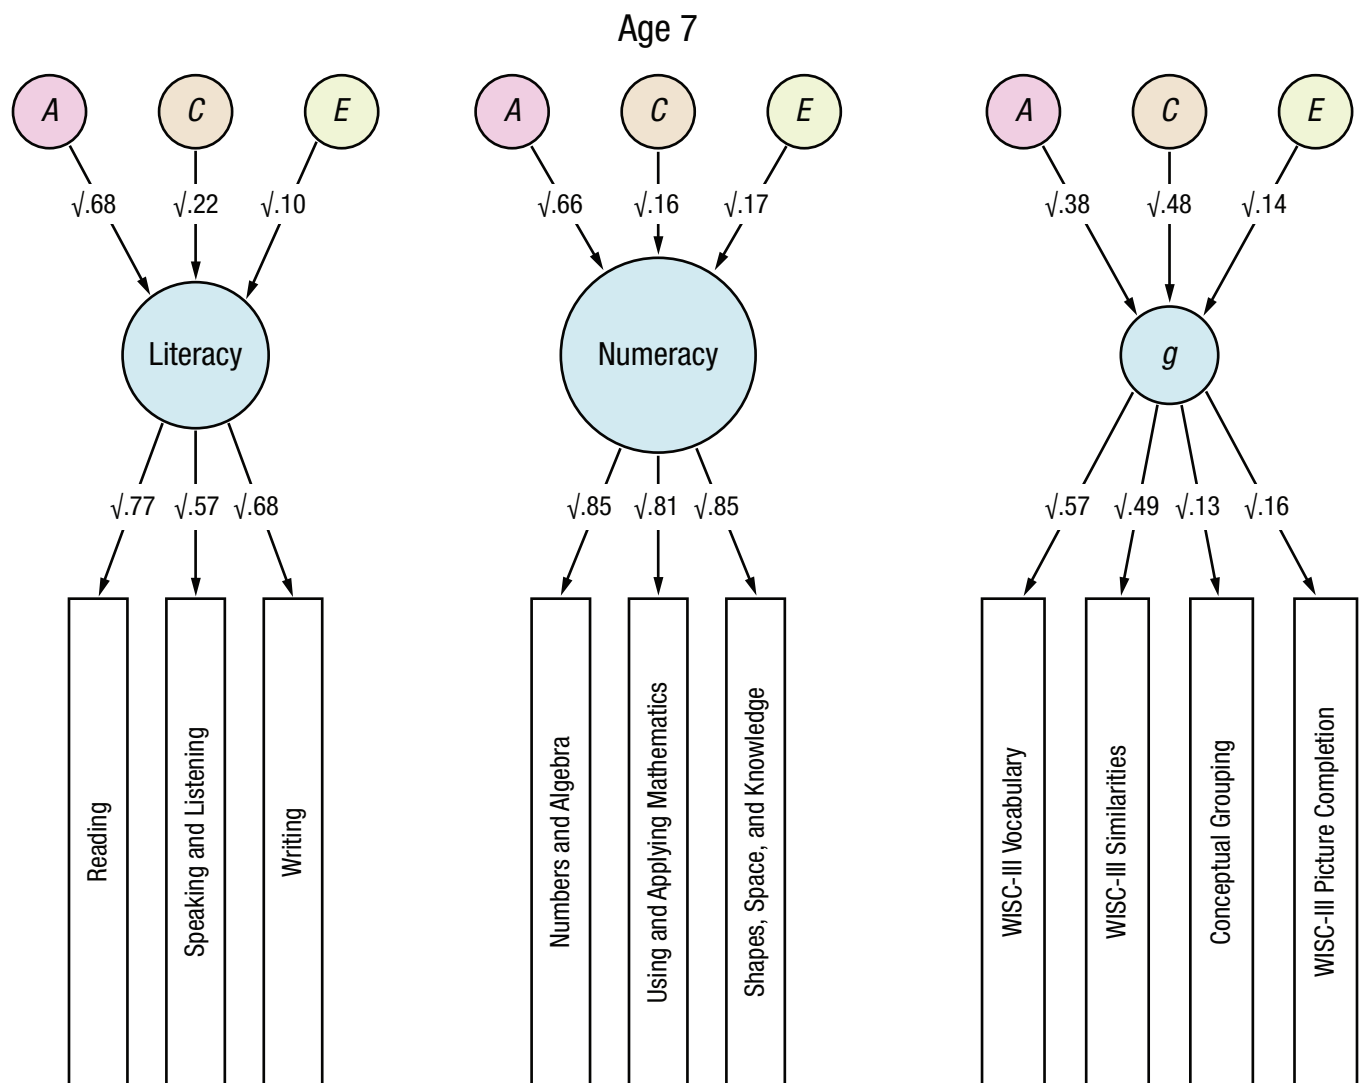 Age 7
A C E A C E A C E
√.68 √.22 √.10 √.66 √.16 √.17 √.38 √.48 √.14
Literacy Numeracy g
√.77 √.57 √.68 √.85 √.81 √.85 √.57 √.49 √.13 √.16
Reading
Speaking and Listening
Writing
Numbers and Algebra
Using and Applying Mathematics
Shapes, Space, and Knowledge
WISC-III Vocabulary
WISC-III Similarities
Conceptual Grouping
WISC-III Picture Completion